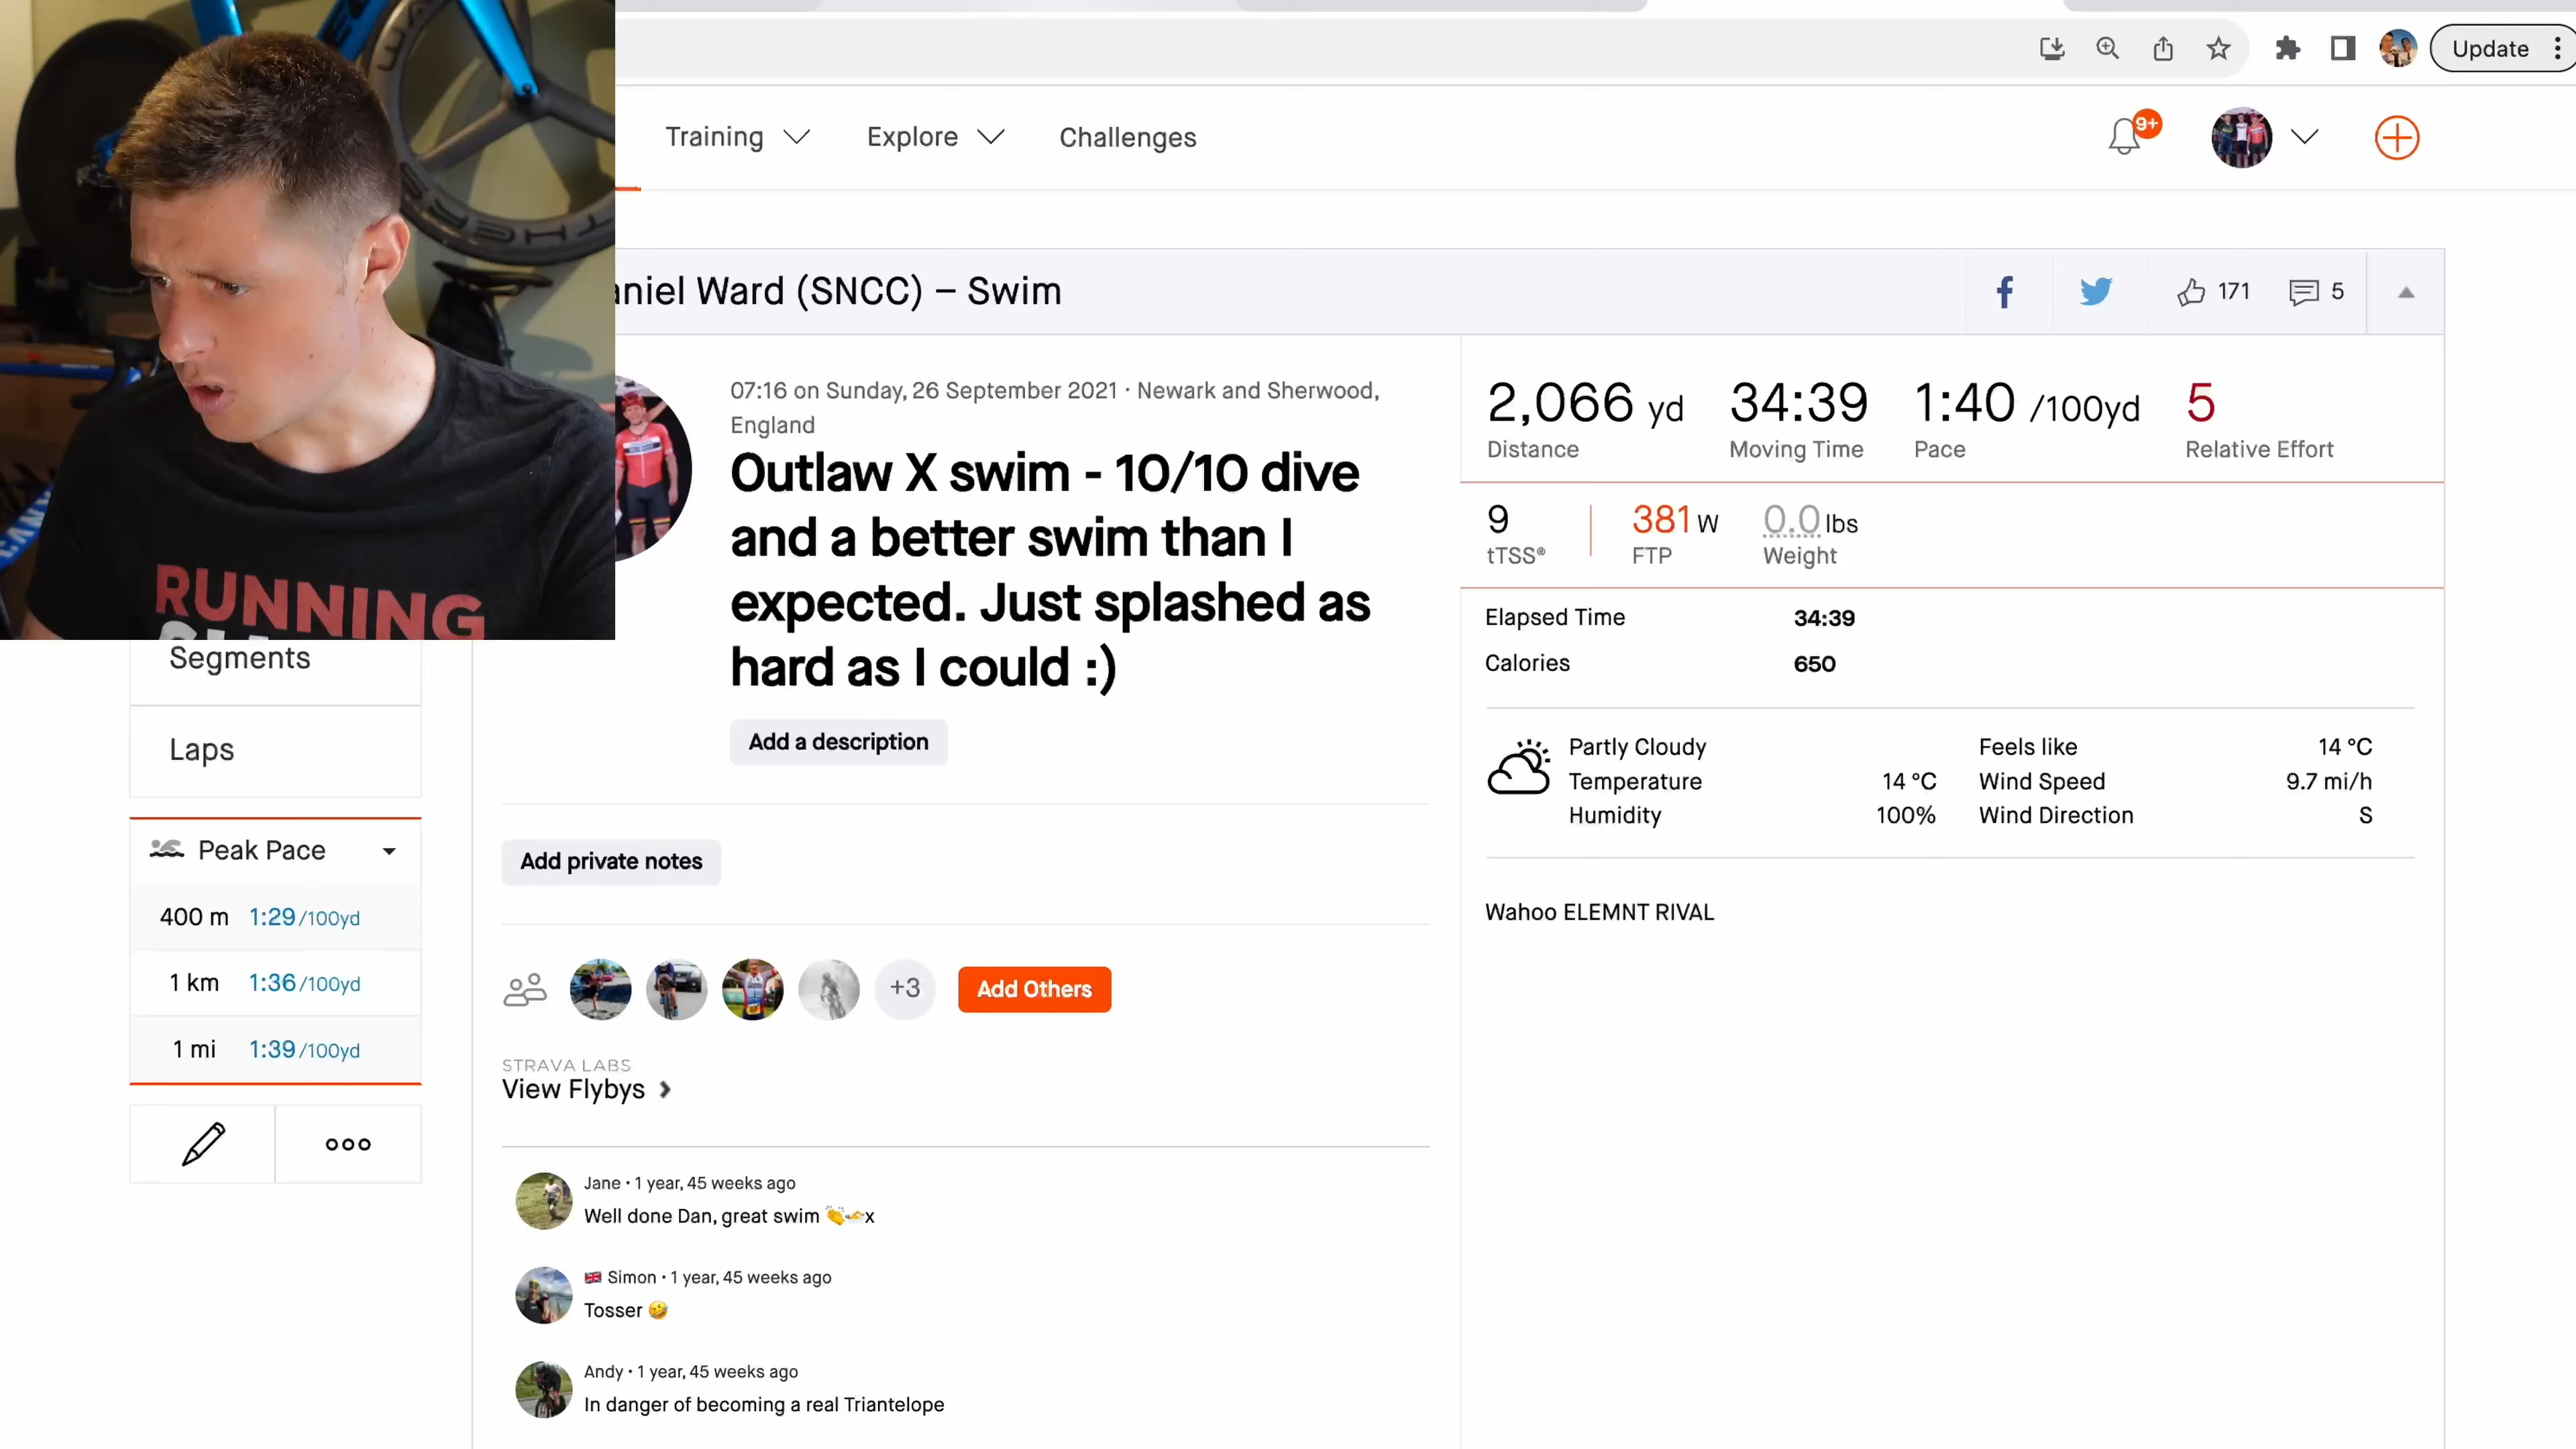 Update
Training
Explore
Challenges
9+
aniel Ward (SNCC) – Swim
171
5
07:16 on Sunday, 26 September 2021 · Newark and Sherwood,
England
Outlaw X swim - 10/10 dive
and a better swim than I
expected. Just splashed as
hard as I could :)
Add a description
2,066 yd
Distance
34:39
Moving Time
1:40 /100yd
Pace
5
Relative Effort
9
tTSS®
381 W
FTP
0.0 lbs
Weight
Elapsed Time 34:39
Calories 650
Partly Cloudy
Temperature 14 °C
Humidity 100%
Feels like 14 °C
Wind Speed 9.7 mi/h
Wind Direction S
Wahoo ELEMNT RIVAL
RUNNING
Segments
Laps
Peak Pace
400 m 1:29/100yd
1 km 1:36/100yd
1 mi 1:39/100yd
Add private notes
+3
Add Others
STRAVA LABS
View Flybys
Jane · 1 year, 45 weeks ago
Well done Dan, great swim 👏🏊x
🇬🇧 Simon · 1 year, 45 weeks ago
Tosser 🤣
Andy · 1 year, 45 weeks ago
In danger of becoming a real Triantelope